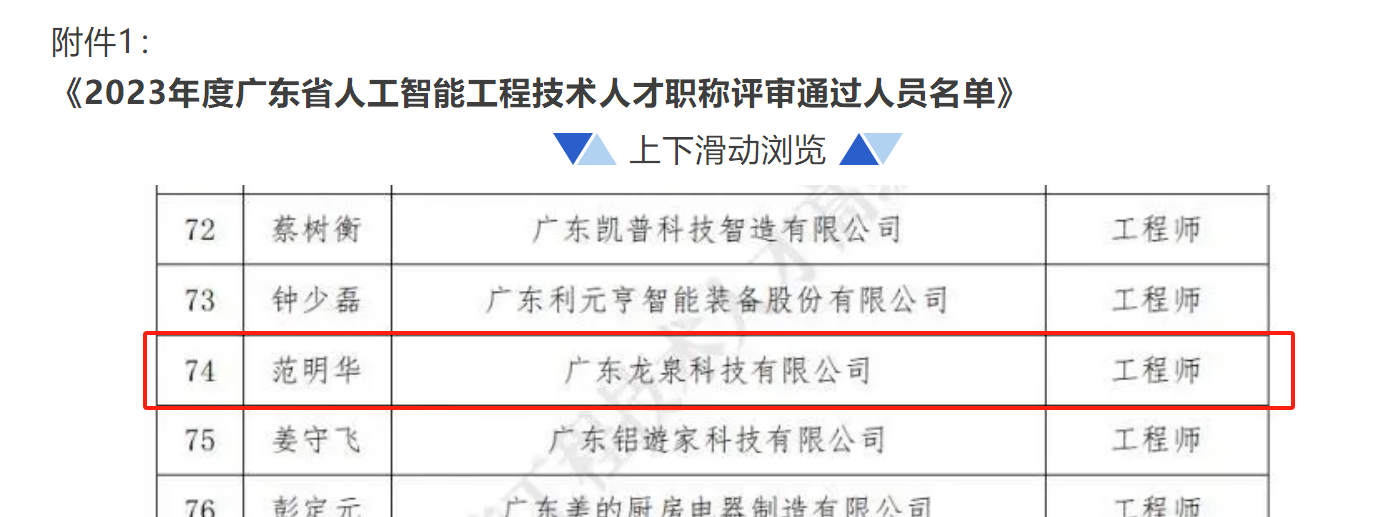 附件1：
《2023年度广东省人工智能工程技术人才职称评审通过人员名单》
上下滑动浏览
72 蔡树衡 广东凯普科技智造有限公司 工程师
73 钟少磊 广东利元亨智能装备股份有限公司 工程师
74 范明华 广东龙泉科技有限公司 工程师
75 姜守飞 广东铝遊家科技有限公司 工程师
76 彭定元 广东美的厨房电器制造有限公司 工程师